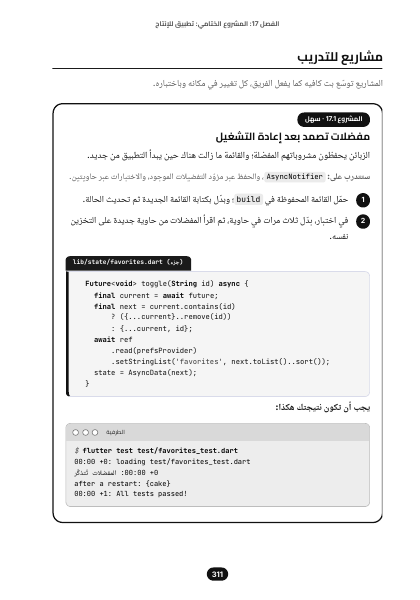 الفصل 17: المشروع الختامي: تطبيق للإنتاج
مشاريع للتدريب
المشاريع توسّع بت كافيه كما يفعل الفريق، كل تغيير في مكانه وباختباره.
المشروع 17.1 · سهل
مفضلات تصمد بعد إعادة التشغيل
الزبائن يحفظون مشروباتهم المفضلة؛ والقائمة ما زالت هناك حين يبدأ التطبيق من جديد.
ستتدرب على: AsyncNotifier، والحفظ عبر مزوّد التفضيلات الموجود، والاختبارات عبر حاويتين.
1 حمّل القائمة المحفوظة في build؛ وبدّل بكتابة القائمة الجديدة ثم تحديث الحالة.
2 في اختبار، بدّل ثلاث مرات في حاوية، ثم اقرأ المفضلات من حاوية جديدة على التخزين
نفسه.
lib/state/favorites.dart (جزء)
Future<void> toggle(String id) async {
  final current = await future;
  final next = current.contains(id)
      ? ({...current}..remove(id))
      : {...current, id};
  await ref
      .read(prefsProvider)
      .setStringList('favorites', next.toList()..sort());
  state = AsyncData(next);
}
يجب أن تكون نتيجتك هكذا:
الطرفية
$ flutter test test/favorites_test.dart
00:00 +0: loading test/favorites_test.dart
00:00 +0: المفضلات تُتذكّر
after a restart: {cake}
00:00 +1: All tests passed!
311